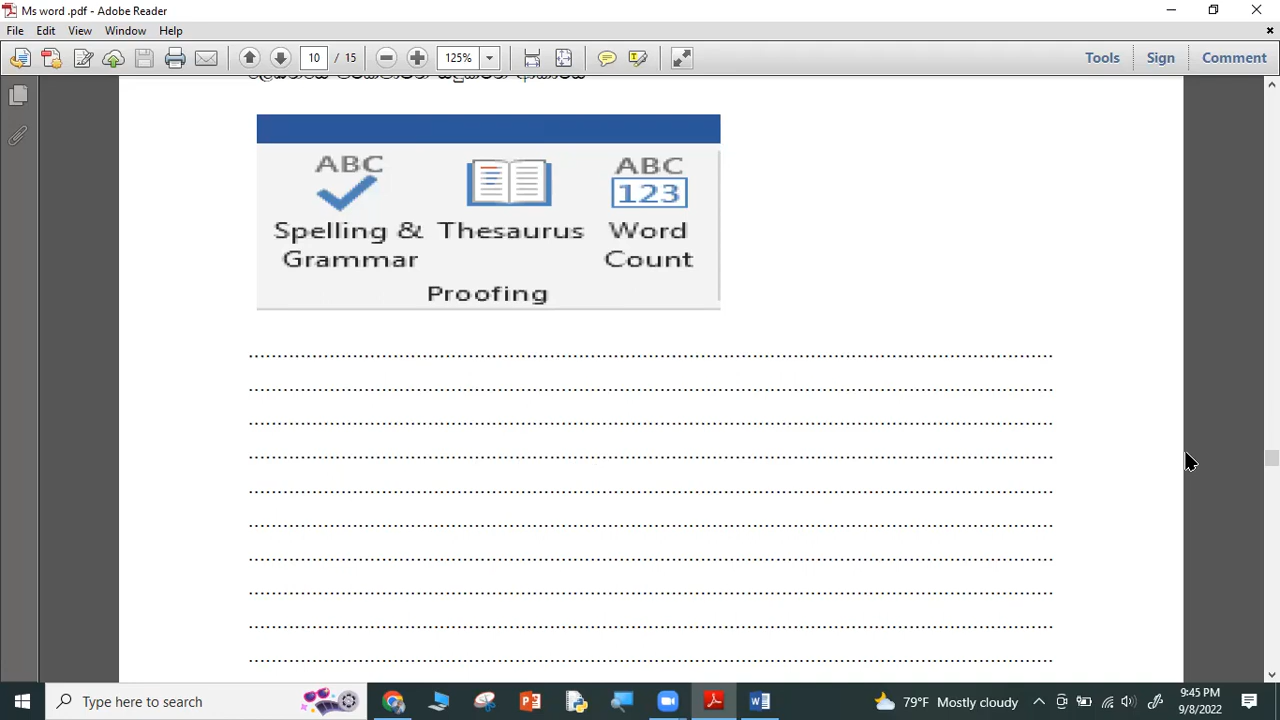 Ms word .pdf - Adobe Reader
File Edit View Window Help
10 / 15 125% Tools Sign Comment
ABC ABC
123
Spelling & Thesaurus Word
Grammar Count
Proofing
................................................................................
................................................................................
................................................................................
................................................................................
................................................................................
................................................................................
................................................................................
................................................................................
................................................................................
................................................................................
Type here to search
79°F Mostly cloudy
9:45 PM
9/8/2022